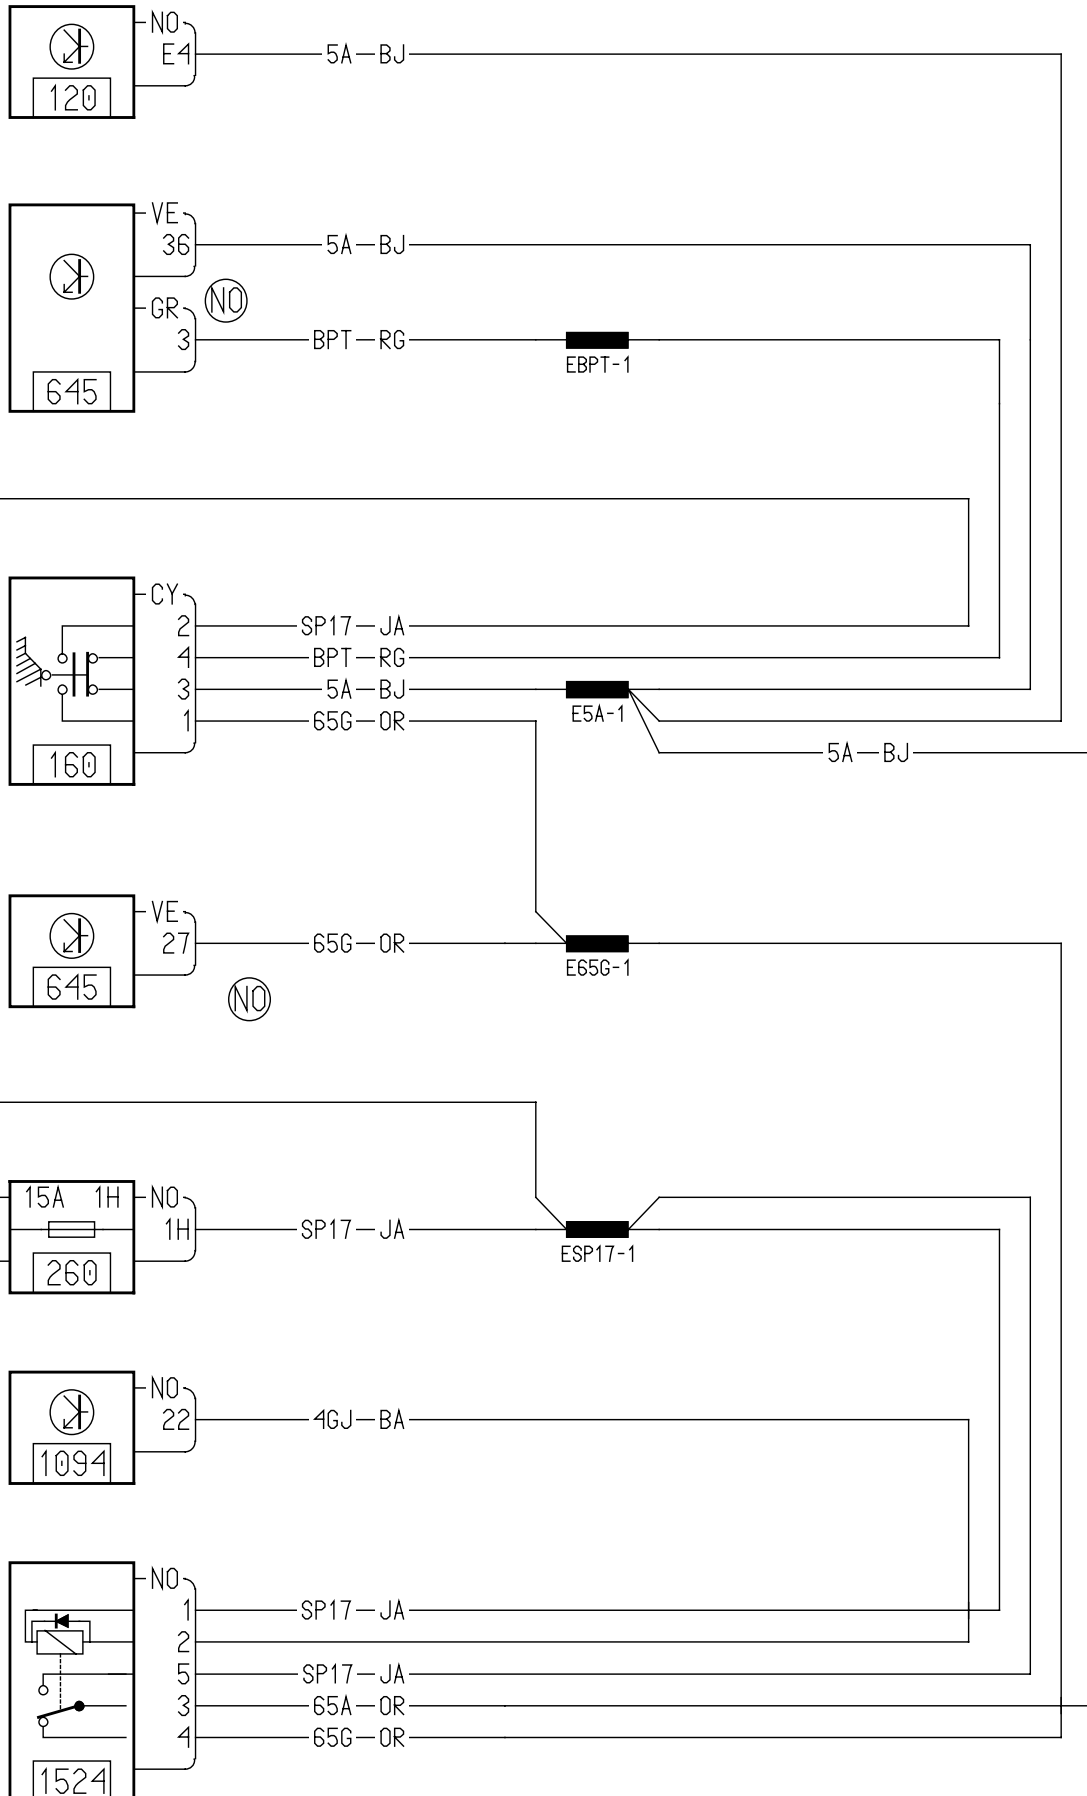 NO
E4 5A BJ
120
VE
36 5A BJ
NO
GR
3 BPT RG
EBPT-1
645
CY
2 SP17 JA
4 BPT RG
3 5A BJ
E5A-1
1 65G OR
5A BJ
160
VE
27 65G OR
E65G-1
645
NO
15A 1H NO
1H SP17 JA
ESP17-1
260
NO
22 4GJ BA
1094
NO
1 SP17 JA
2
5 SP17 JA
3 65A OR
4 65G OR
1524